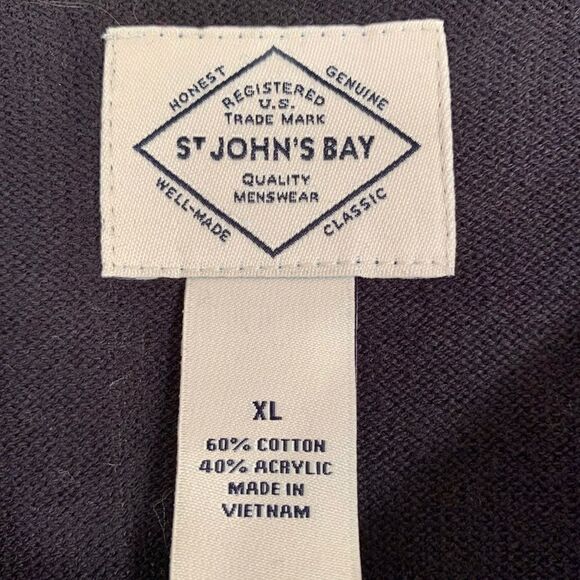 HONEST
GENUINE
REGISTERED
U.S.
TRADE MARK
ST JOHN'S BAY
QUALITY
MENSWEAR
WELL-MADE
CLASSIC
XL
60% COTTON
40% ACRYLIC
MADE IN
VIETNAM